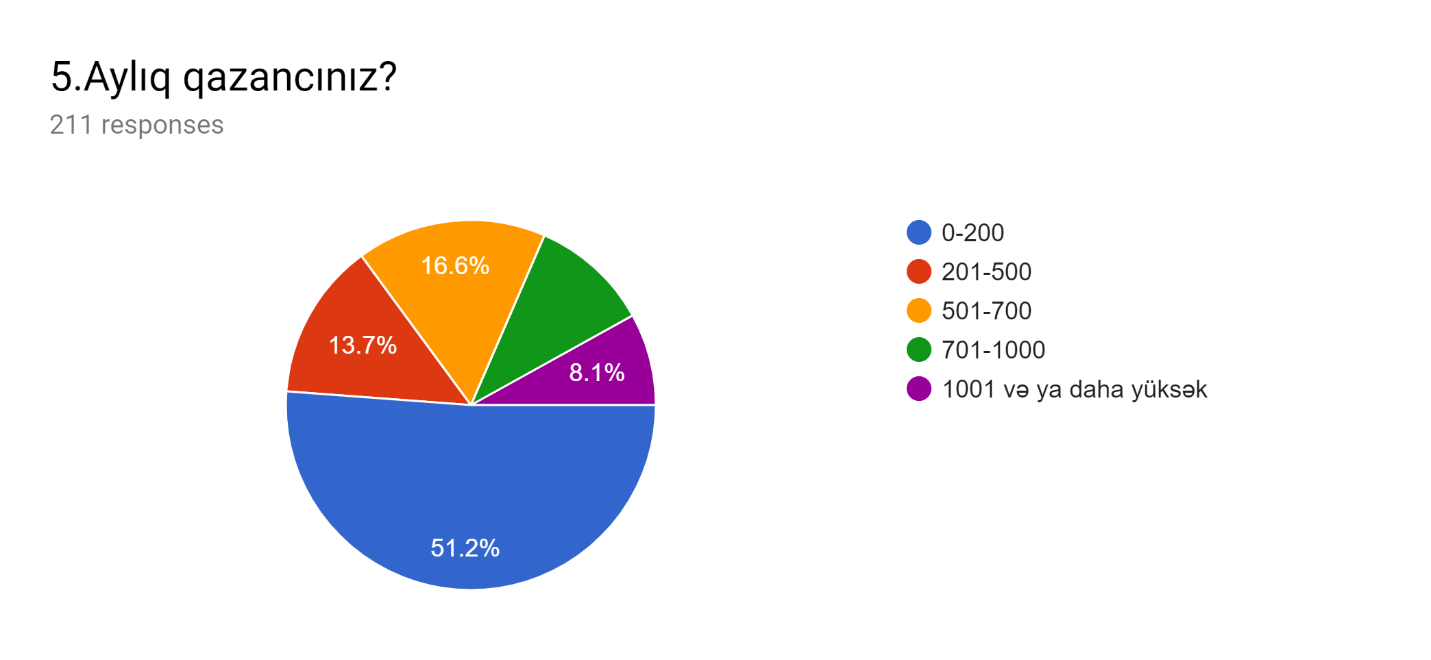 5.Aylıq qazancınız?
211 responses
16.6%
13.7%
8.1%
51.2%
0-200
201-500
501-700
701-1000
1001 və ya daha yüksək